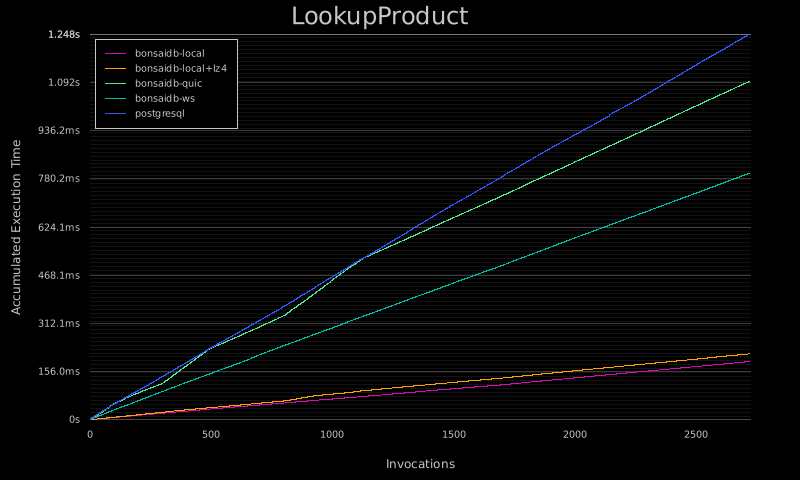 LookupProduct
1.248s
1.092s
936.2ms
780.2ms
624.1ms
468.1ms
312.1ms
156.0ms
0s
Accumulated Execution Time
bonsaidb-local
bonsaidb-local+lz4
bonsaidb-quic
bonsaidb-ws
postgresql
0 500 1000 1500 2000 2500
Invocations